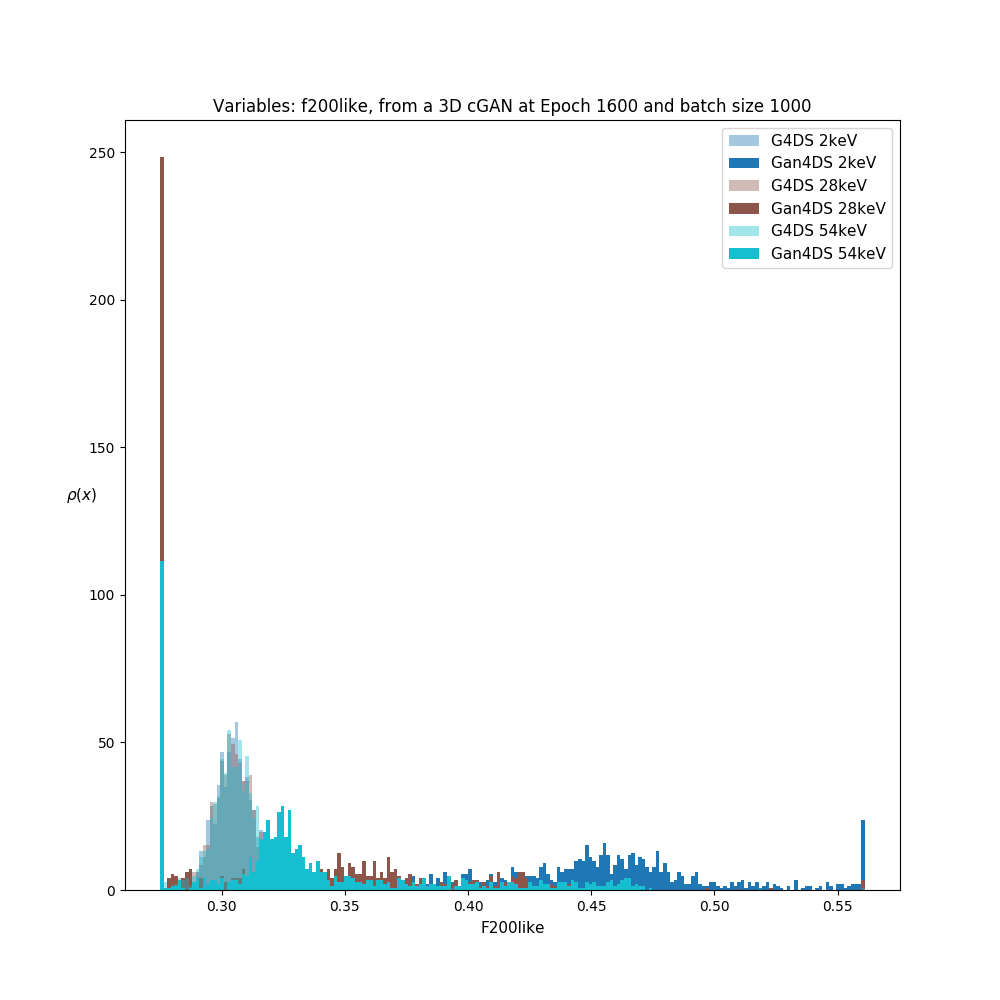 Variables: f200like, from a 3D cGAN at Epoch 1600 and batch size 1000
G4DS 2keV
Gan4DS 2keV
G4DS 28keV
Gan4DS 28keV
G4DS 54keV
Gan4DS 54keV
250
200
150
ρ(x)
100
50
0
0.30 0.35 0.40 0.45 0.50 0.55
F200like